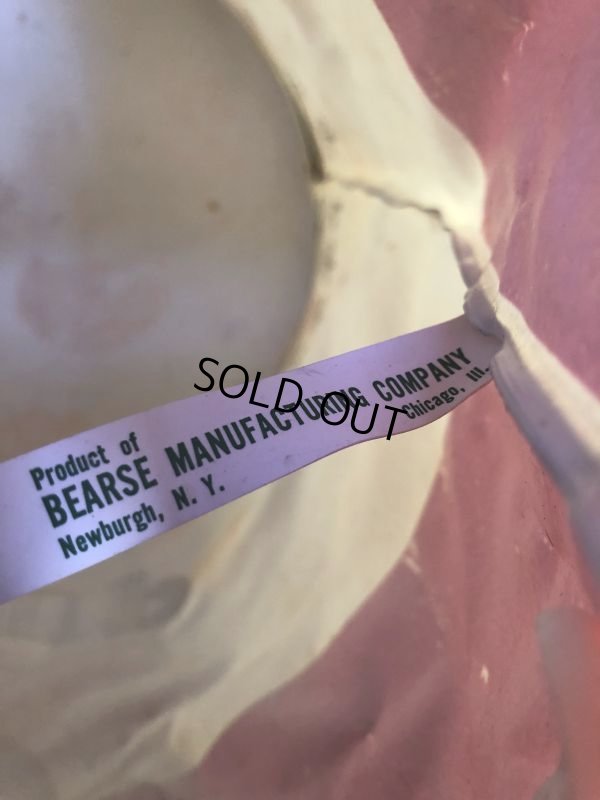 Product of
BEARSE MANUFACTURING COMPANY
Newburgh, N. Y.
Chicago, Ill.
SOLD OUT